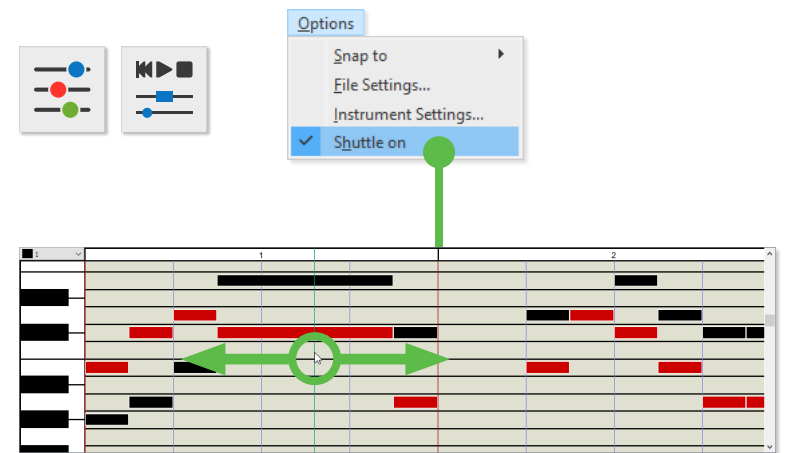 Options
Snap to
File Settings...
Instrument Settings...
Shuttle on
1
1
2